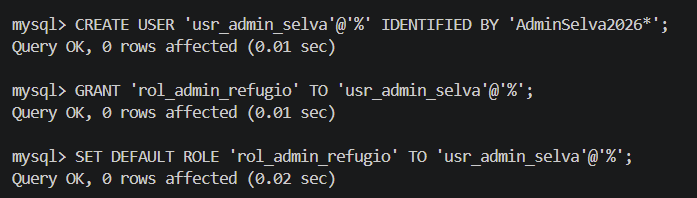 mysql> CREATE USER 'usr_admin_selva'@'%' IDENTIFIED BY 'AdminSelva2026*';
Query OK, 0 rows affected (0.01 sec)
mysql> GRANT 'rol_admin_refugio' TO 'usr_admin_selva'@'%';
Query OK, 0 rows affected (0.01 sec)
mysql> SET DEFAULT ROLE 'rol_admin_refugio' TO 'usr_admin_selva'@'%';
Query OK, 0 rows affected (0.02 sec)